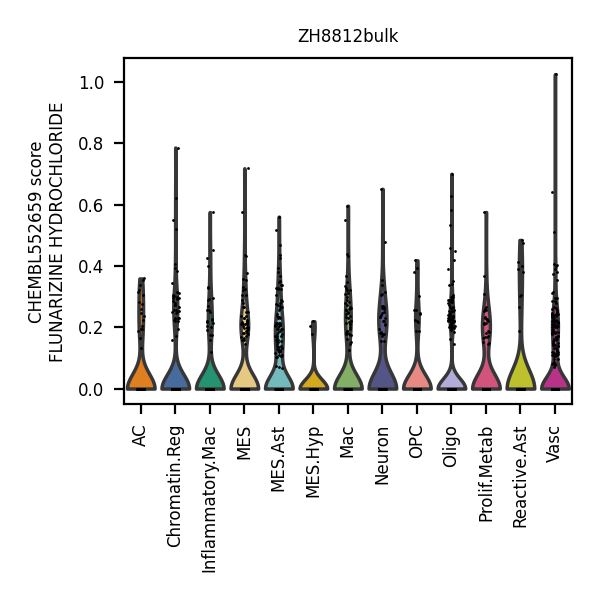 ZH8812bulk
CHEMBL552659 score
FLUNARIZINE HYDROCHLORIDE
1.0
0.8
0.6
0.4
0.2
0.0
AC
Chromatin.Reg
Inflammatory.Mac
MES
MES.Ast
MES.Hyp
Mac
Neuron
OPC
Oligo
Prolif.Metab
Reactive.Ast
Vasc